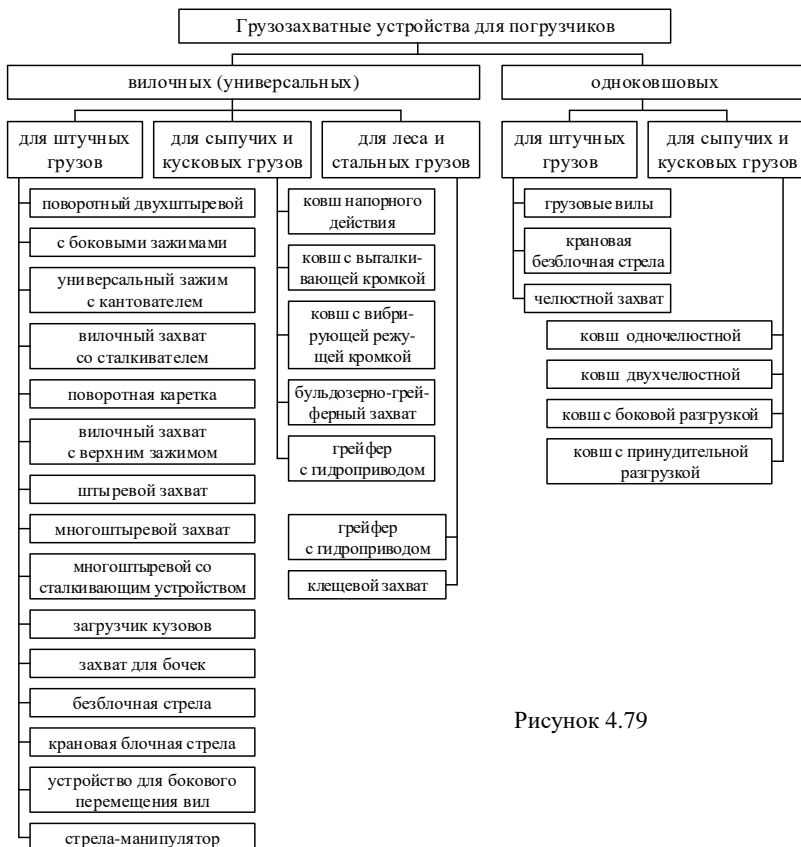 Грузозахватные устройства для погрузчиков
вилочных (универсальных)
одноковшовых
для штучных
грузов
для сыпучих и
кусковых грузов
для леса и
стальных грузов
для штучных
грузов
для сыпучих и
кусковых грузов
поворотный двухштыревой
с боковыми зажимами
универсальный зажим
с кантователем
вилочный захват
со сталкивателем
поворотная каретка
вилочный захват
с верхним зажимом
штыревой захват
многоштыревой захват
многоштыревой со
сталкивающим устройством
загрузчик кузовов
захват для бочек
безблочная стрела
крановая блочная стрела
устройство для бокового
перемещения вил
стрела-манипулятор
ковш напорного
действия
ковш с выталки-
вающей кромкой
ковш с вибри-
рующей режу-
щей кромкой
бульдозерно-грей-
ферный захват
грейфер
с гидроприводом
грейфер
с гидроприводом
клещевой захват
грузовые вилы
крановая
безблочная стрела
челюстной захват
ковш одночелюстной
ковш двухчелюстной
ковш с боковой разгрузкой
ковш с принудительной
разгрузкой
Рисунок 4.79